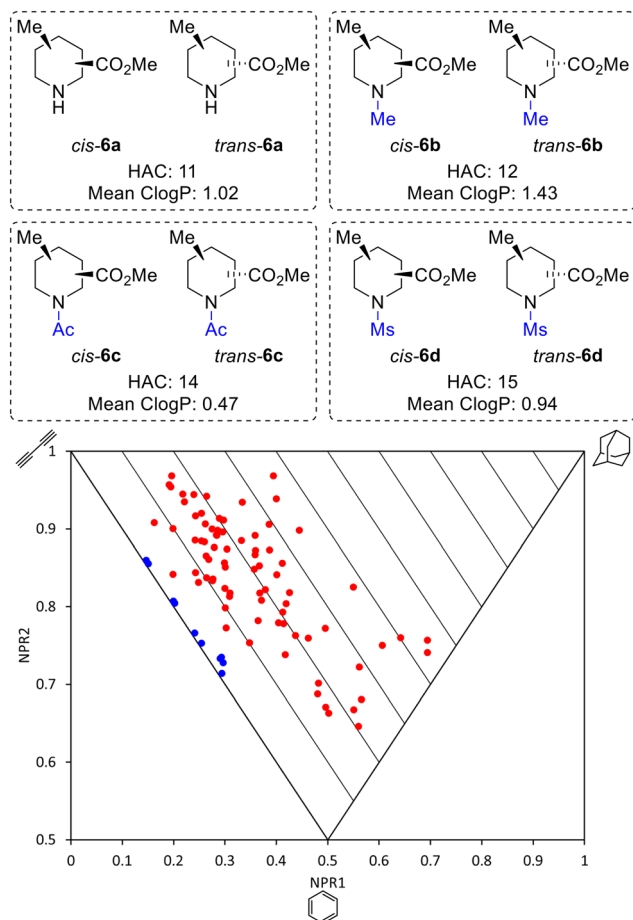 Me Me Me Me
CO₂Me CO₂Me CO₂Me CO₂Me
N N N N
H H Me Me
cis-6a trans-6a cis-6b trans-6b
HAC: 11 HAC: 12
Mean ClogP: 1.02 Mean ClogP: 1.43
Me Me Me Me
CO₂Me CO₂Me CO₂Me CO₂Me
N N N N
Ac Ac Ms Ms
cis-6c trans-6c cis-6d trans-6d
HAC: 14 HAC: 15
Mean ClogP: 0.47 Mean ClogP: 0.94
1
0.9
0.8
NPR2
0.7
0.6
0.5
0 0.1 0.2 0.3 0.4 0.5 0.6 0.7 0.8 0.9 1
NPR1